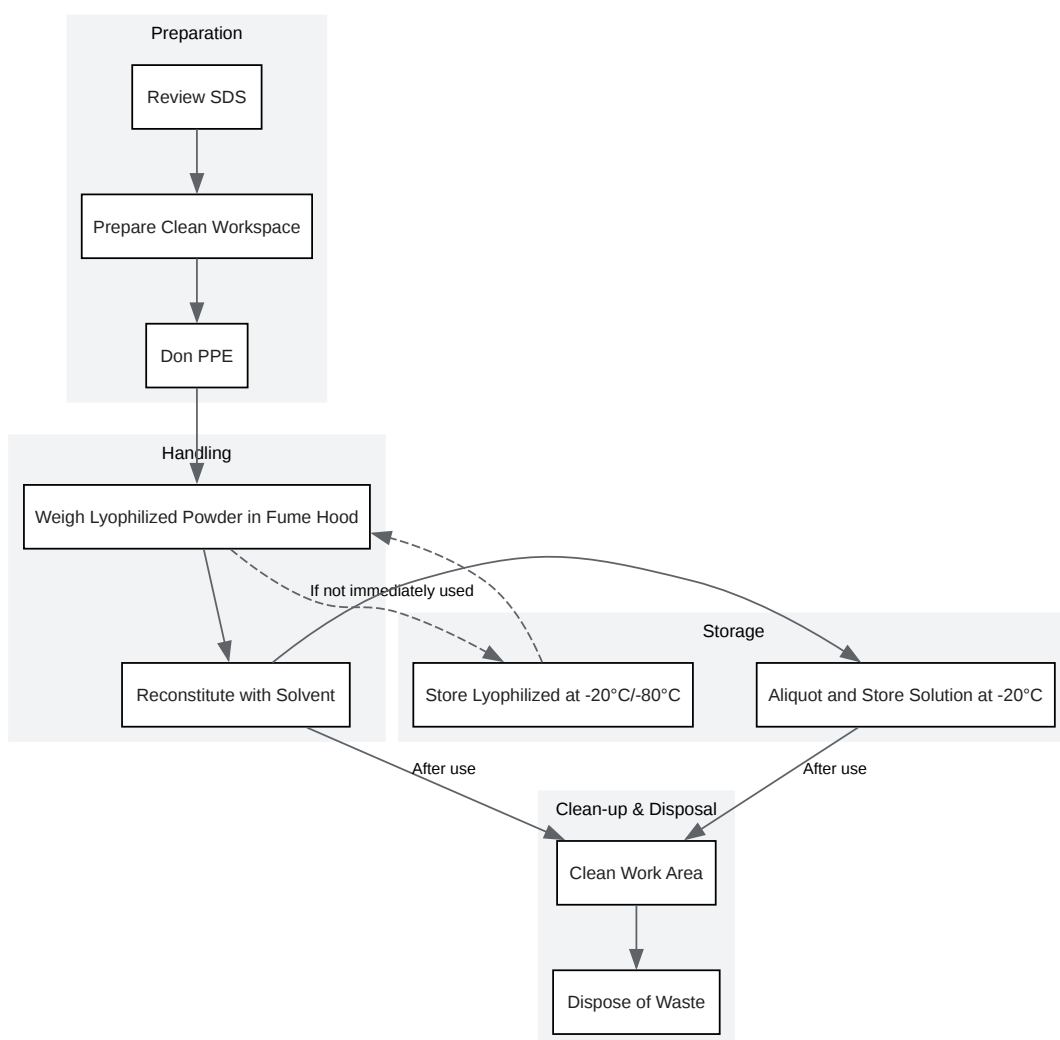 Preparation
Review SDS
Prepare Clean Workspace
Don PPE
Handling
Weigh Lyophilized Powder in Fume Hood
If not immediately used
Storage
Reconstitute with Solvent
Store Lyophilized at -20°C/-80°C
Aliquot and Store Solution at -20°C
After use
After use
Clean-up & Disposal
Clean Work Area
Dispose of Waste